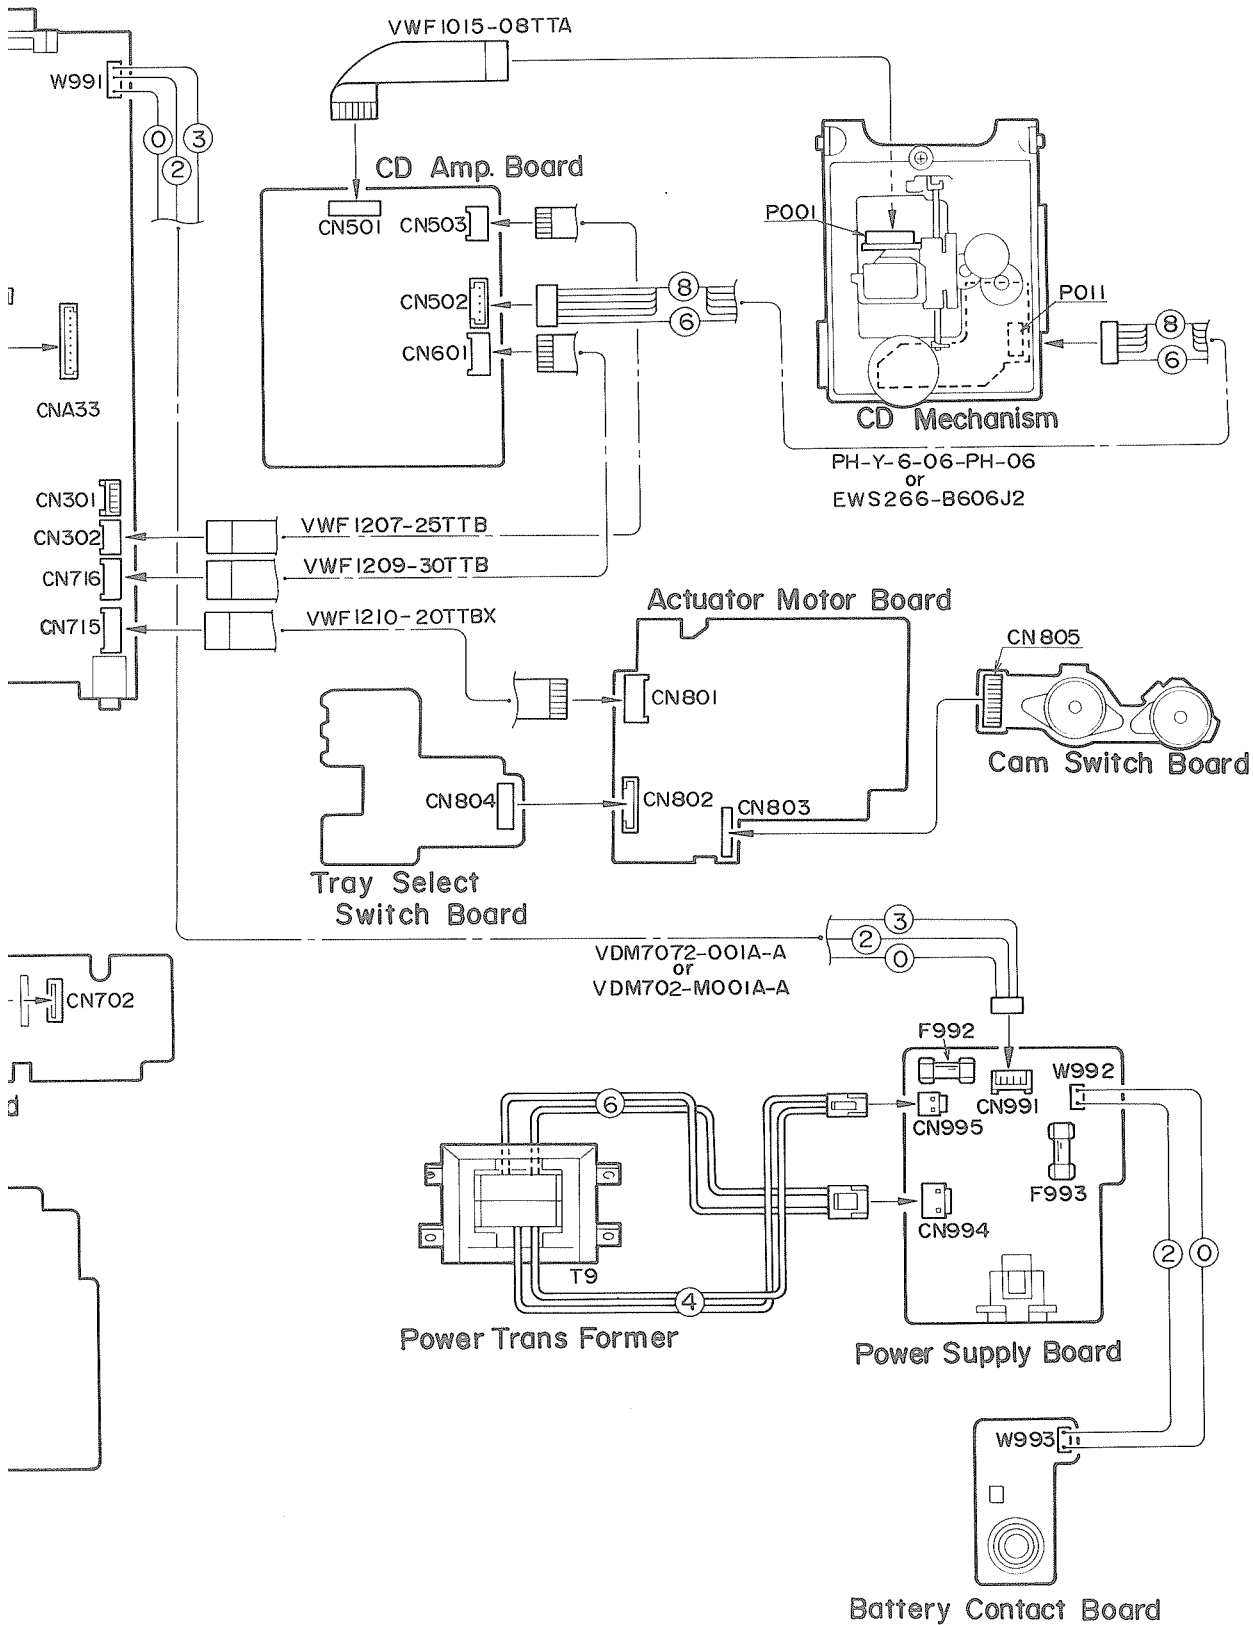 VWF1015-08TTA
W991
0
3
2
CD Amp. Board
CN501
CN503
P001
CN502
8
6
P011
8
6
CN601
CNA33
CD Mechanism
PH-Y-6-06-PH-06
or
EWS266-B606J2
CN301
CN302
VWF1207-25TTB
CN716
VWF1209-30TTB
CN715
VWF1210-20TTBX
Actuator Motor Board
CN805
CN801
Cam Switch Board
CN804
CN802
CN803
Tray Select
Switch Board
3
2
0
VDM7072-001A-A
or
VDM702-M001A-A
CN702
F992
W992
CN991
CN995
6
d
F993
CN994
2
0
T9
4
Power Trans Former
Power Supply Board
W993
Battery Contact Board